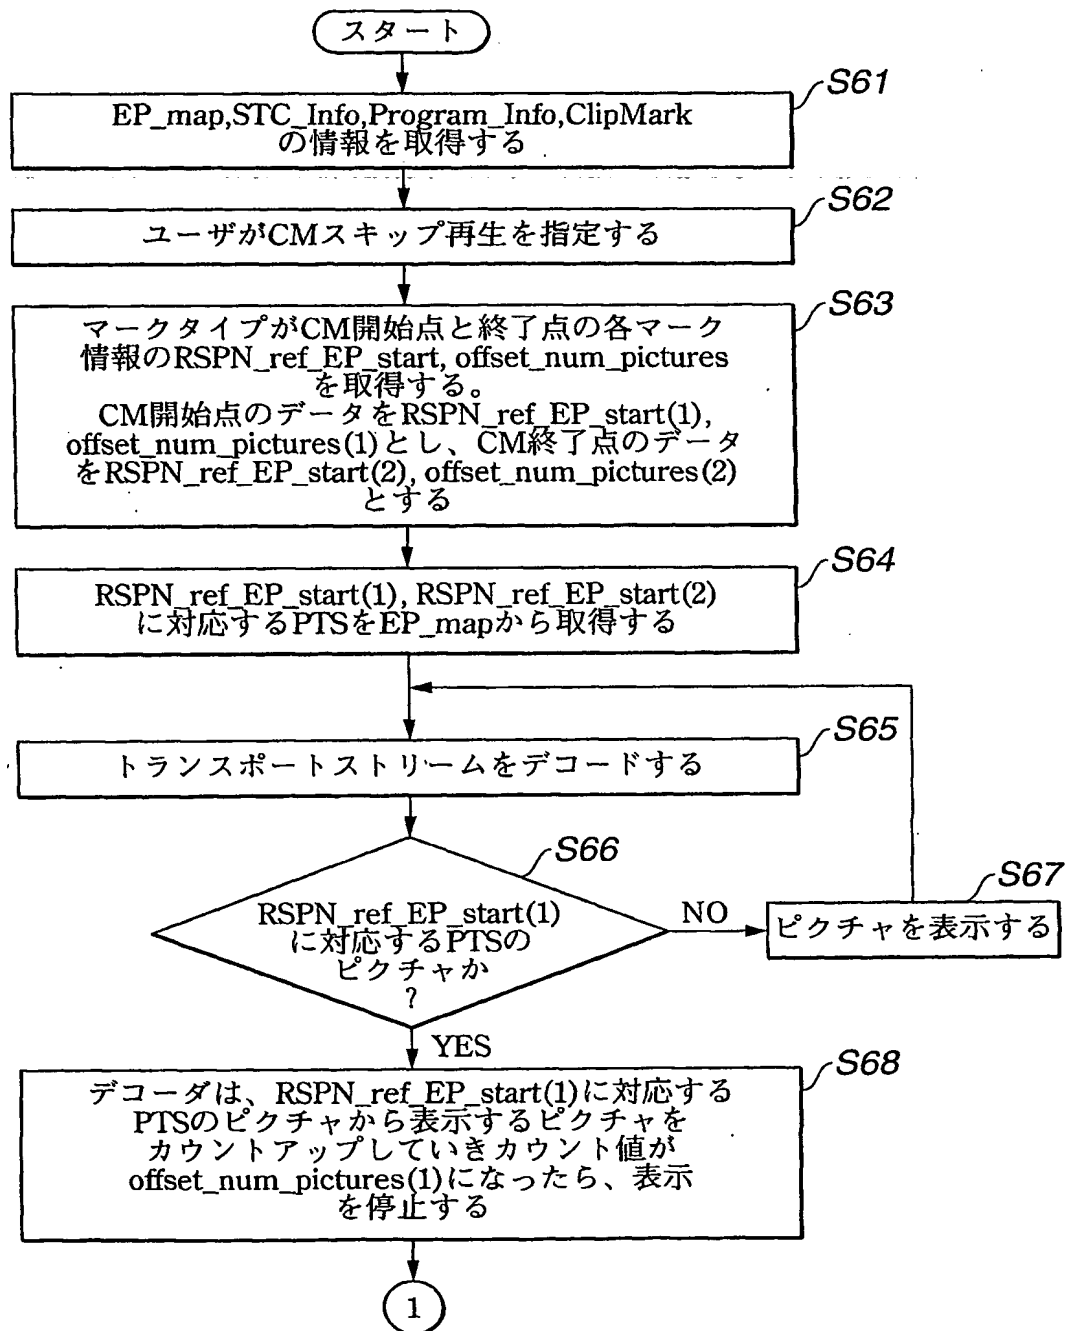 スタート
S61
EP_map,STC_Info,Program_Info,ClipMark
の情報を取得する
S62
ユーザがCMスキップ再生を指定する
S63
マークタイプがCM開始点と終了点の各マーク
情報のRSPN_ref_EP_start, offset_num_pictures
を取得する。
CM開始点のデータをRSPN_ref_EP_start(1),
offset_num_pictures(1)とし、CM終了点のデータ
をRSPN_ref_EP_start(2), offset_num_pictures(2)
とする
S64
RSPN_ref_EP_start(1), RSPN_ref_EP_start(2)
に対応するPTSをEP_mapから取得する
S65
トランスポートストリームをデコードする
S66
RSPN_ref_EP_start(1)
に対応するPTSの
ピクチャか
?
NO
S67
ピクチャを表示する
YES
S68
デコーダは、RSPN_ref_EP_start(1)に対応する
PTSのピクチャから表示するピクチャを
カウントアップしていきカウント値が
offset_num_pictures(1)になったら、表示
を停止する
1